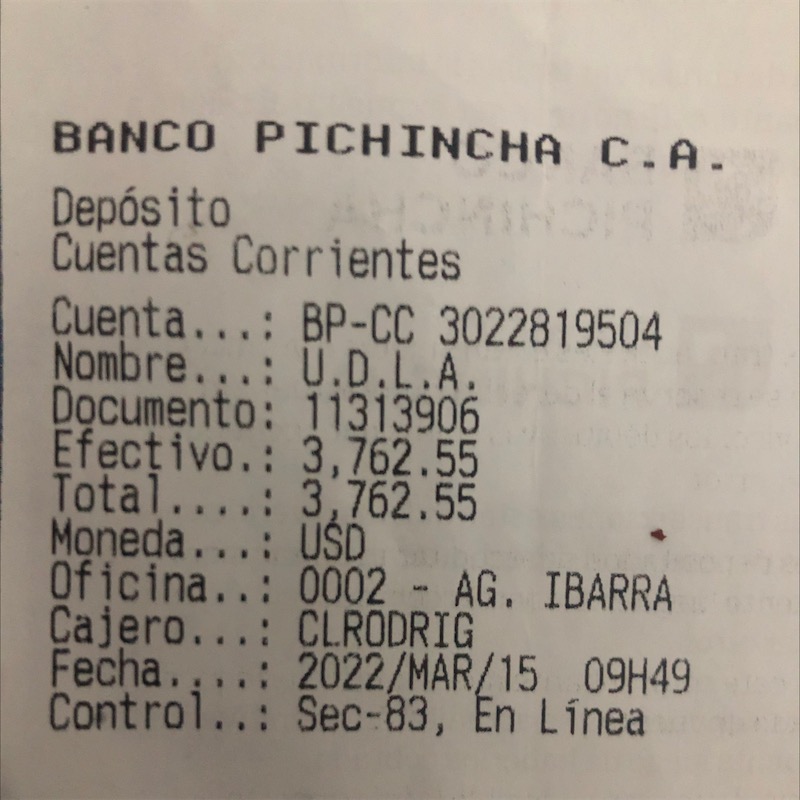 BANCO PICHINCHA C.A.
Depósito
Cuentas Corrientes
Cuenta...: BP-CC 3022819504
Nombre...: U.D.L.A.
Documento: 11313906
Efectivo.: 3,762.55
Total....: 3,762.55
Moneda...: USD
Oficina..: 0002 - AG. IBARRA
Cajero...: CLRODRIG
Fecha....: 2022/MAR/15 09H49
Control..: Sec-83, En Línea